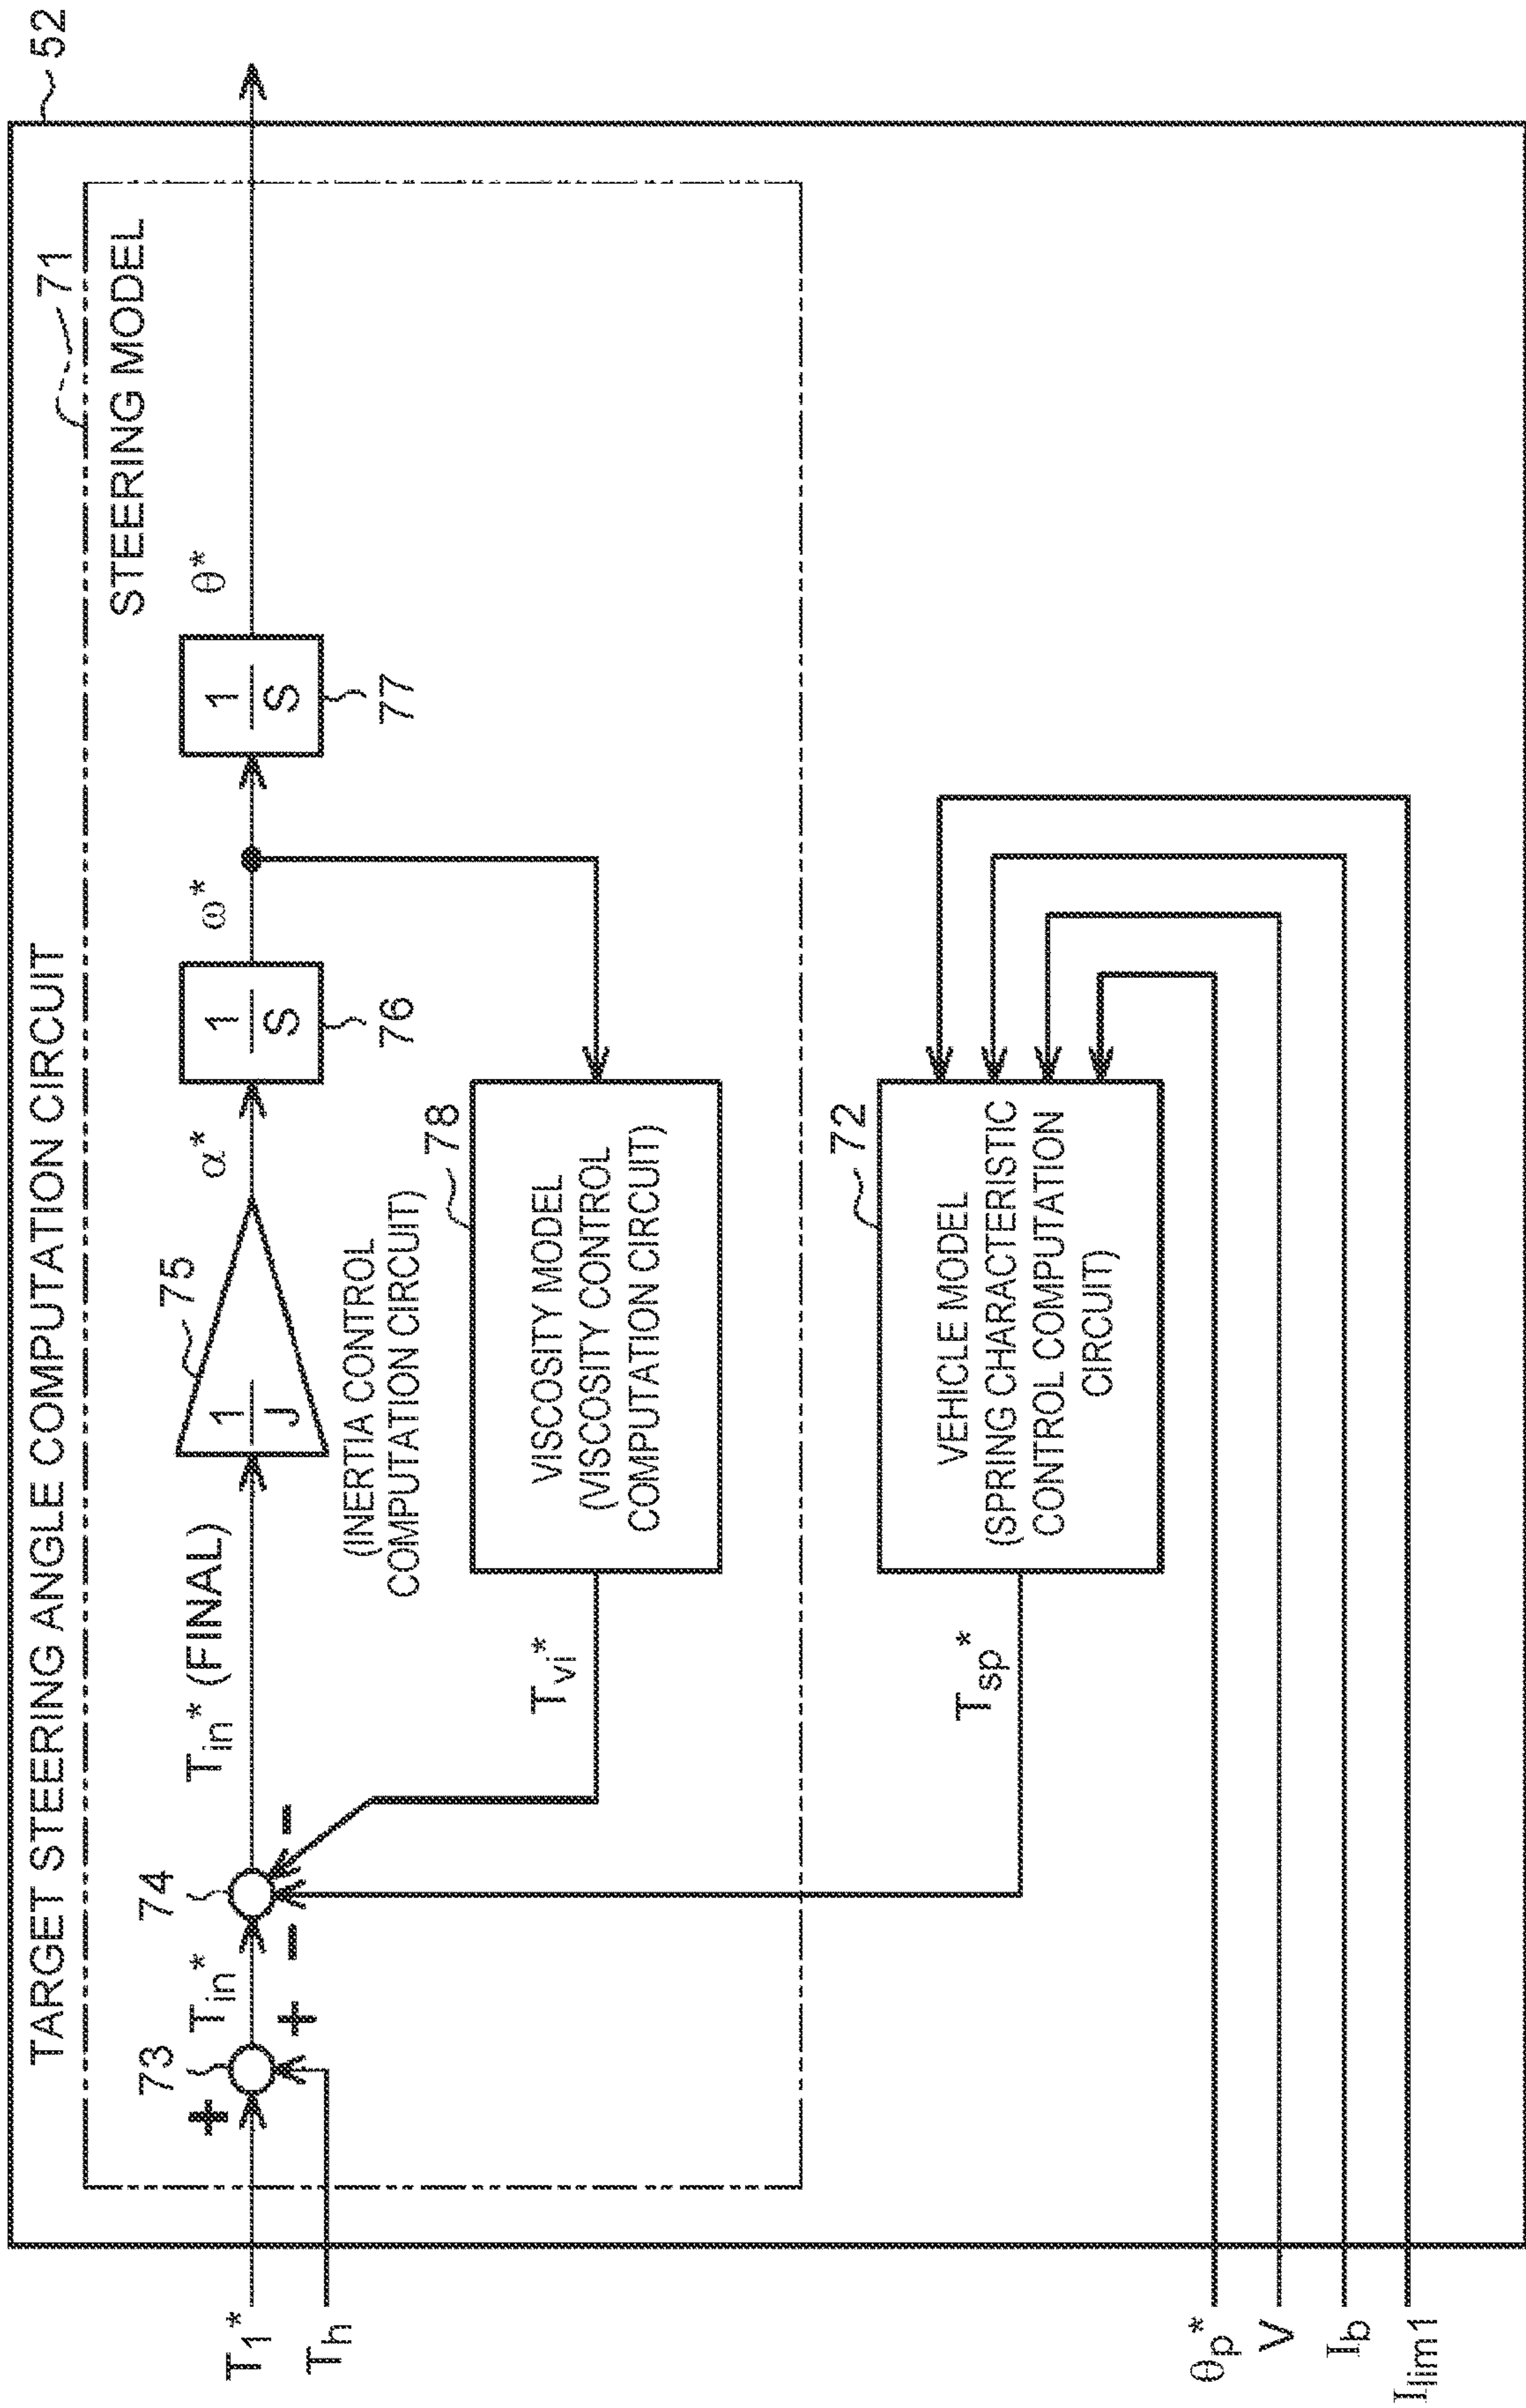 TARGET STEERING ANGLE COMPUTATION CIRCUIT
52
71
STEERING MODEL
T1*
Th
+
73
+
Tin*
74
−
−
Tin* (FINAL)
75
1
J
(INERTIA CONTROL
COMPUTATION CIRCUIT)
α*
1
S
76
ω*
1
S
77
θ*
Tvi*
78
VISCOSITY MODEL
(VISCOSITY CONTROL
COMPUTATION CIRCUIT)
Tsp*
72
VEHICLE MODEL
(SPRING CHARACTERISTIC
CONTROL COMPUTATION
CIRCUIT)
θp*
V
Ib
Ilim1